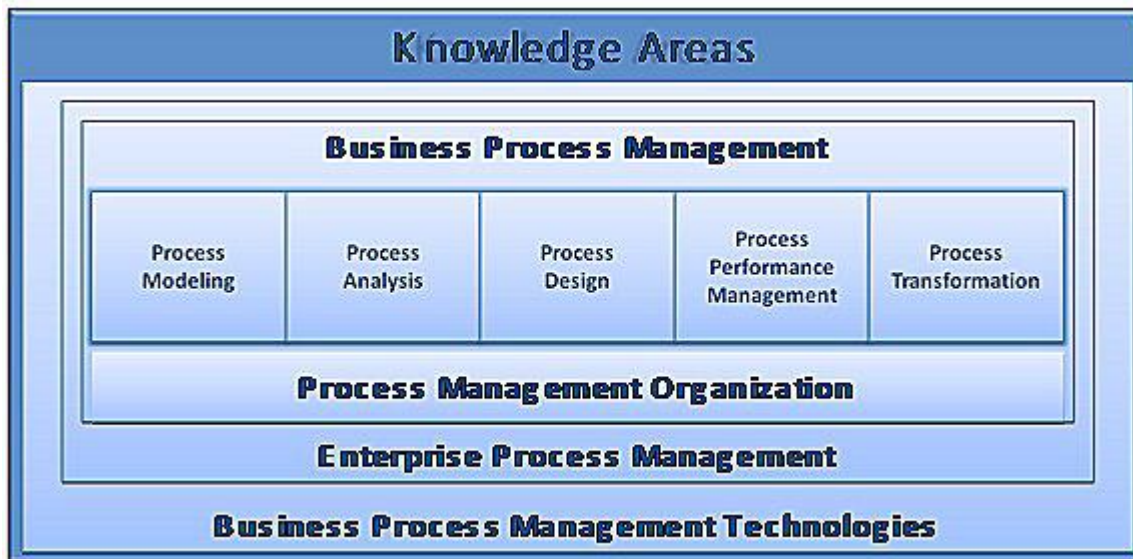 Knowledge Areas
Business Process Management
Process
Modeling
Process
Analysis
Process
Design
Process
Performance
Management
Process
Transformation
Process Management Organization
Enterprise Process Management
Business Process Management Technologies